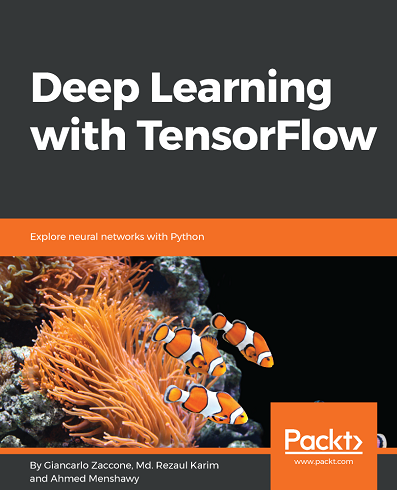 Deep Learning
with TensorFlow
Explore neural networks with Python
Packt>
www.packt.com
By Giancarlo Zaccone, Md. Rezaul Karim
and Ahmed Menshawy